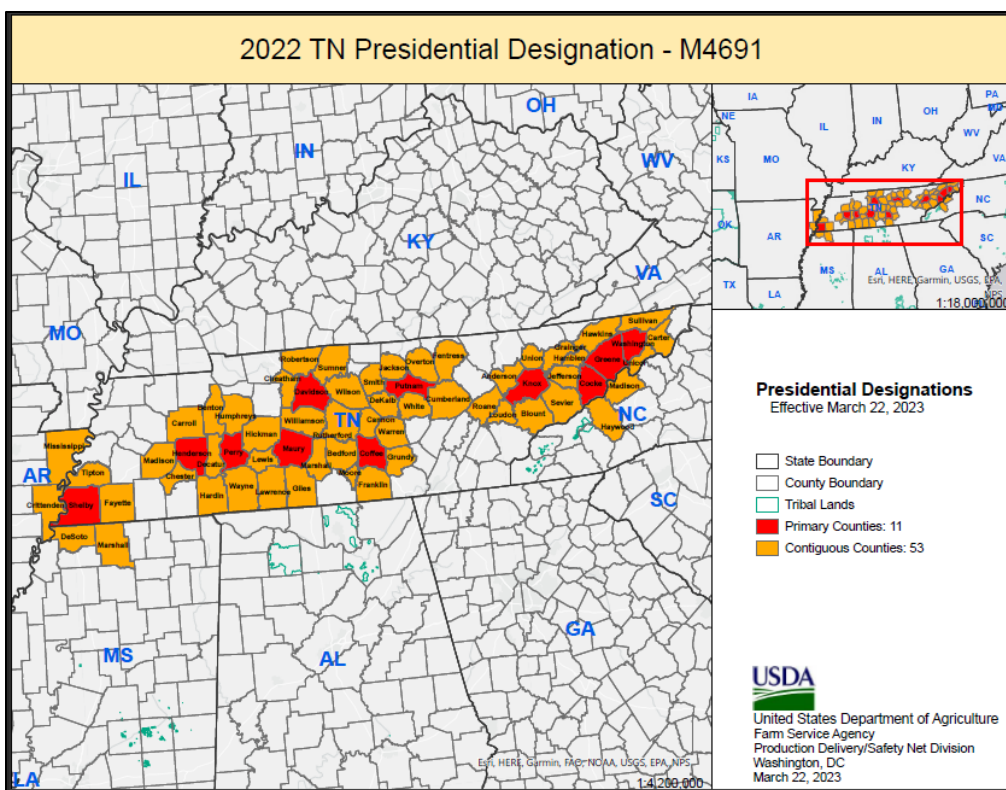 2022 TN Presidential Designation - M4691
OH
IN
IL
WV
KY
VA
MO
Sullivan
Hawkins
Washington
Carter
Grainger
Hamblen
Greene
Unicoi
Union
Jefferson
Cocke
Madison
Anderson
Knox
Sevier
Roane
Loudon
Blount
Haywood
NC
Robertson
Sumner
Jackson
Overton
Fentress
Cheatham
Davidson
Wilson
Smith
Putnam
DeKalb
White
Cumberland
TN
Cannon
Warren
Benton
Humphreys
Carroll
Williamson
Hickman
Rutherford
Madison
Henderson
Decatur
Perry
Lewis
Maury
Bedford
Coffee
Grundy
Marshall
Moore
Chester
Hardin
Wayne
Lawrence
Giles
Franklin
Mississippi
AR
Tipton
Crittenden
Shelby
Fayette
DeSoto
Marshall
SC
GA
MS
AL
LA
Esri, HERE, Garmin, FAO, NOAA, USGS, EPA, NPS
1:4,200,000
IA
NE
PA
OH
IL
IN
WV
KS
MO
VA
KY
TN
NC
OK
AR
SC
MS
AL
GA
TX
LA
Esri, HERE, Garmin, USGS, EPA,
NPS
1:18,000,000
Presidential Designations
Effective March 22, 2023
State Boundary
County Boundary
Tribal Lands
Primary Counties: 11
Contiguous Counties: 53
USDA
United States Department of Agriculture
Farm Service Agency
Production Delivery/Safety Net Division
Washington, DC
March 22, 2023